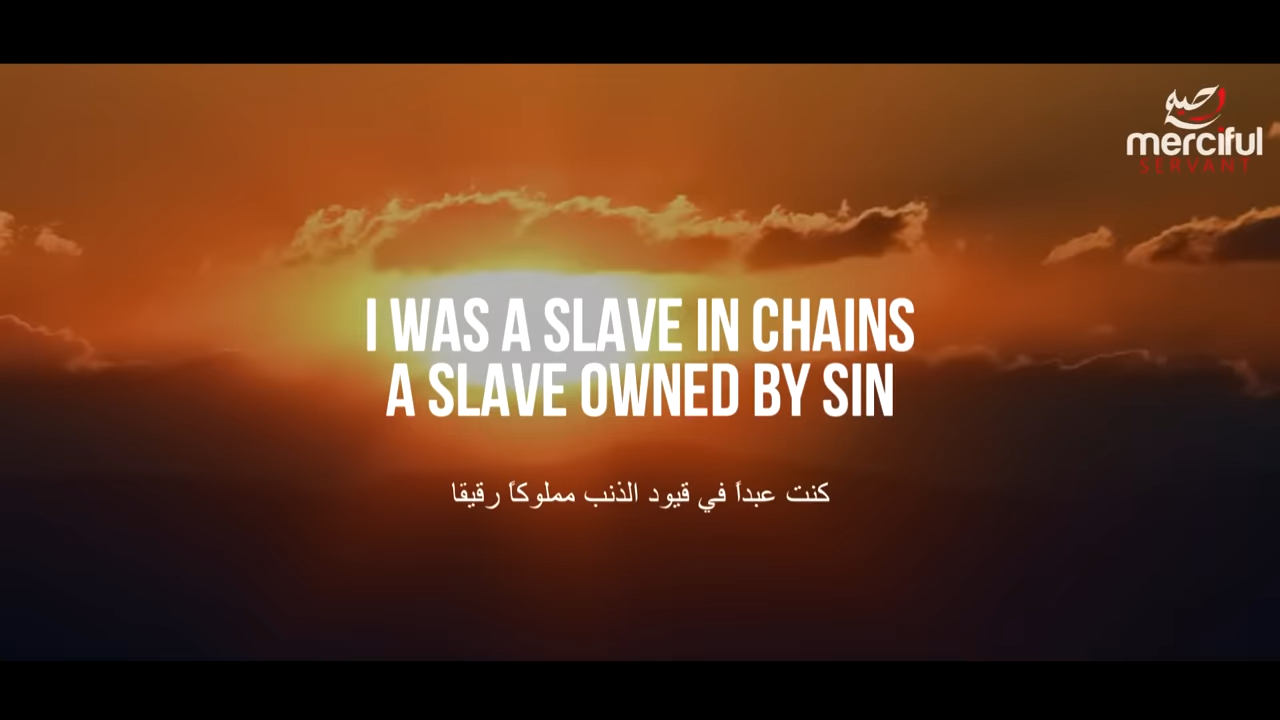 merciful
SERVANT
I WAS A SLAVE IN CHAINS
A SLAVE OWNED BY SIN
كنت عبداً في قيود الذنب مملوكاً رقيقا